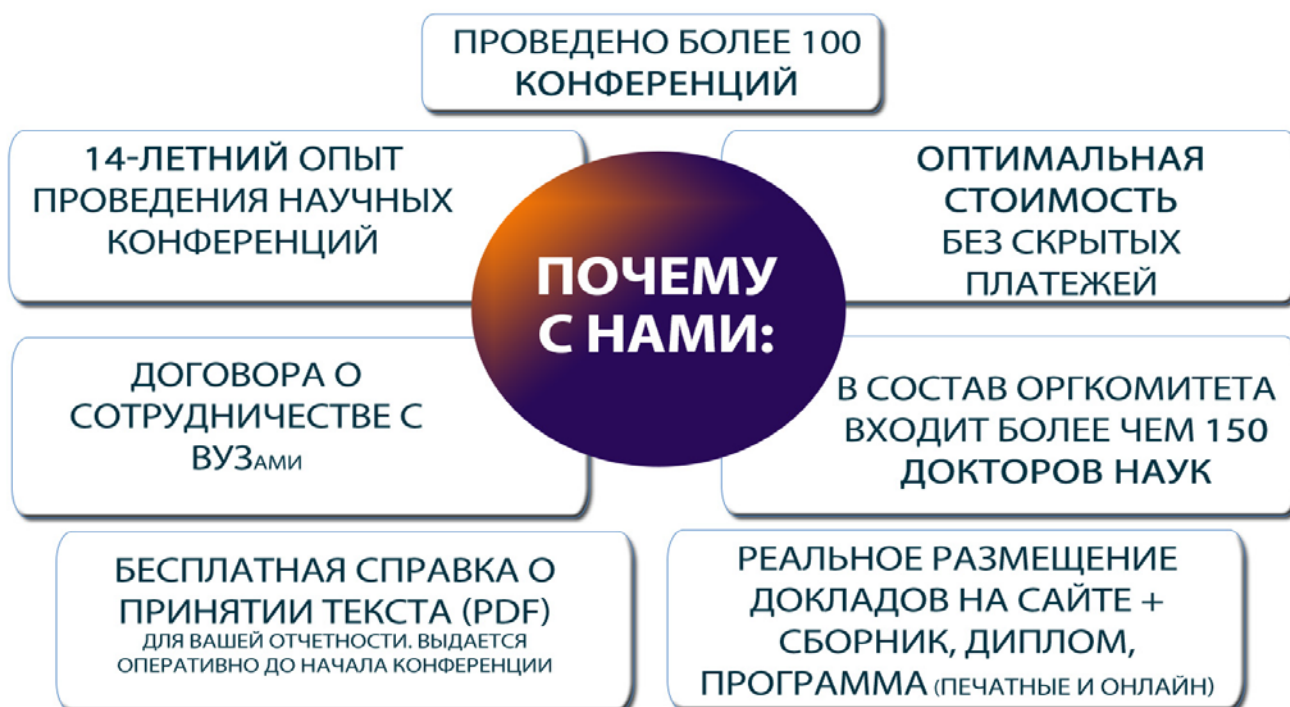 ПРОВЕДЕНО БОЛЕЕ 100
КОНФЕРЕНЦИЙ
14-ЛЕТНИЙ ОПЫТ
ПРОВЕДЕНИЯ НАУЧНЫХ
КОНФЕРЕНЦИЙ
ОПТИМАЛЬНАЯ
СТОИМОСТЬ
БЕЗ СКРЫТЫХ
ПЛАТЕЖЕЙ
ПОЧЕМУ
С НАМИ:
ДОГОВОРА О
СОТРУДНИЧЕСТВЕ С
ВУЗАМИ
В СОСТАВ ОРГКОМИТЕТА
ВХОДИТ БОЛЕЕ ЧЕМ 150
ДОКТОРОВ НАУК
БЕСПЛАТНАЯ СПРАВКА О
ПРИНЯТИИ ТЕКСТА (PDF)
ДЛЯ ВАШЕЙ ОТЧЕТНОСТИ. ВЫДАЕТСЯ
ОПЕРАТИВНО ДО НАЧАЛА КОНФЕРЕНЦИИ
РЕАЛЬНОЕ РАЗМЕЩЕНИЕ
ДОКЛАДОВ НА САЙТЕ +
СБОРНИК, ДИПЛОМ,
ПРОГРАММА (ПЕЧАТНЫЕ И ОНЛАЙН)